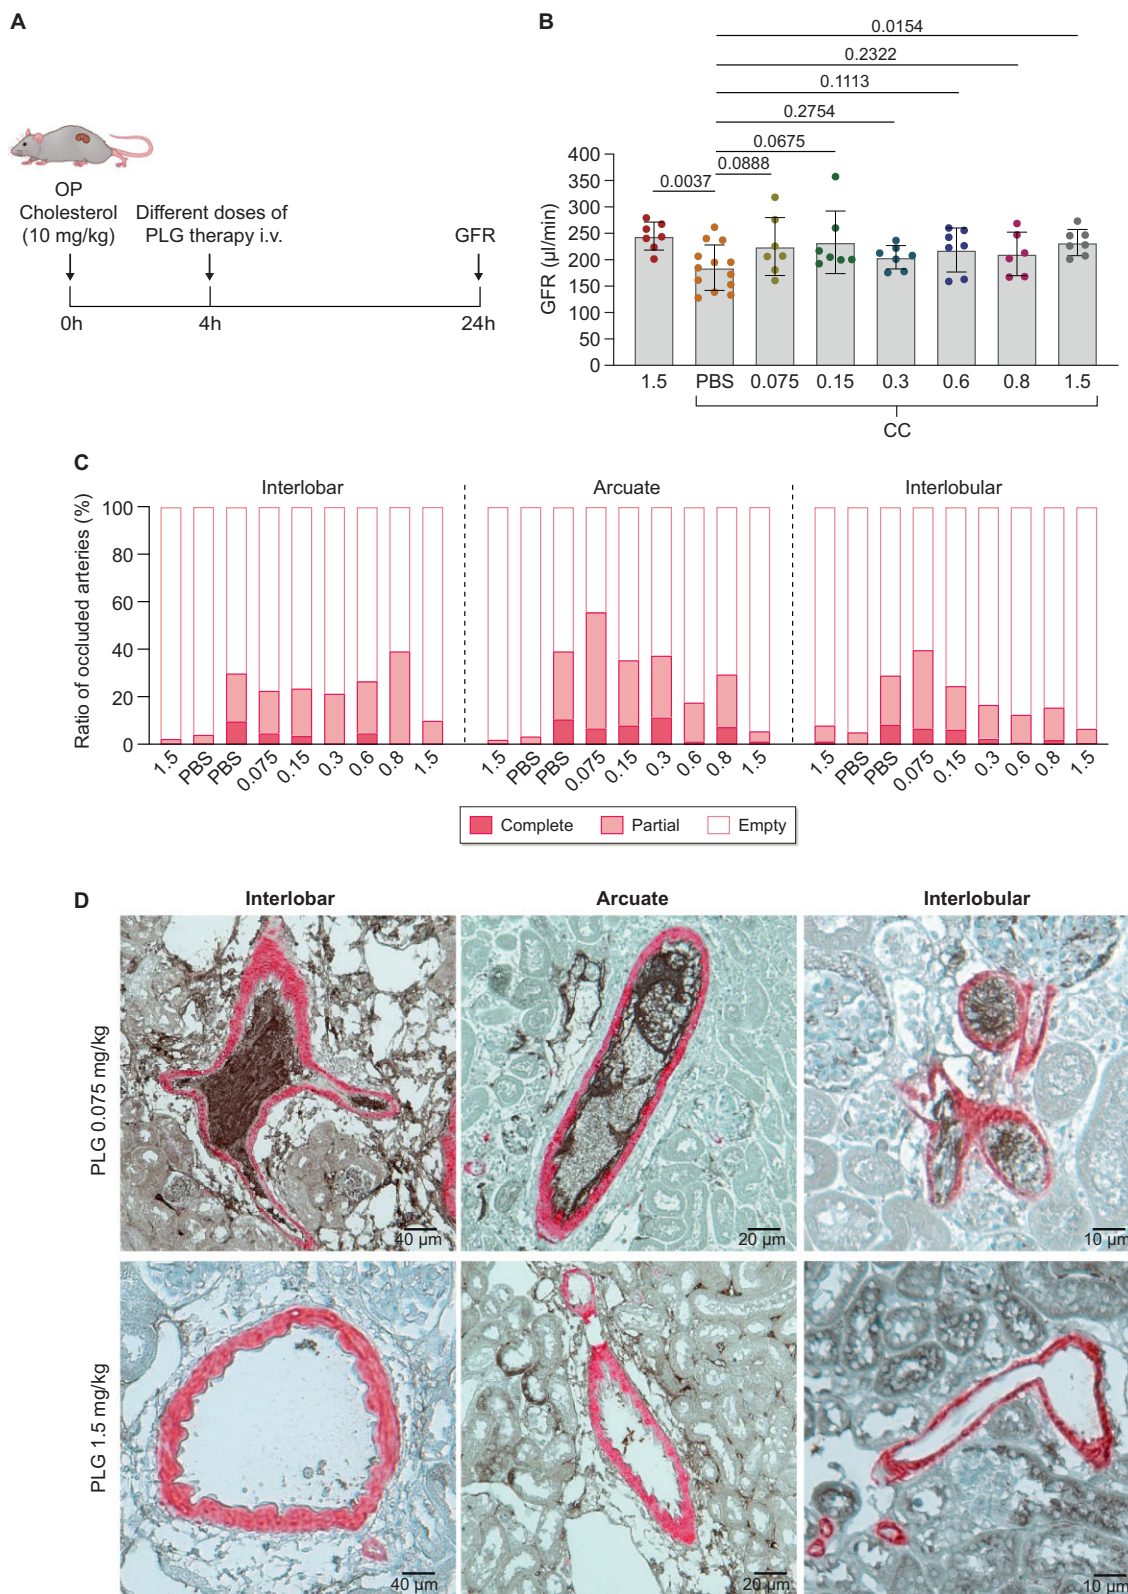 A
OP
Cholesterol
(10 mg/kg)
Different doses of
PLG therapy i.v.
GFR
0h
4h
24h
B
0.0154
0.2322
0.1113
0.2754
0.0675
0.0888
0.0037
GFR (µl/min)
400
350
300
250
200
150
100
50
0
1.5 PBS 0.075 0.15 0.3 0.6 0.8 1.5
CC
C
Interlobar
Arcuate
Interlobular
Ratio of occluded arteries (%)
100
80
60
40
20
0
1.5 PBS PBS 0.075 0.15 0.3 0.6 0.8 1.5
1.5 PBS PBS 0.075 0.15 0.3 0.6 0.8 1.5
1.5 PBS PBS 0.075 0.15 0.3 0.6 0.8 1.5
Complete Partial Empty
D
Interlobar
Arcuate
Interlobular
PLG 0.075 mg/kg
40 µm
20 µm
10 µm
PLG 1.5 mg/kg
40 µm
20 µm
10 µm